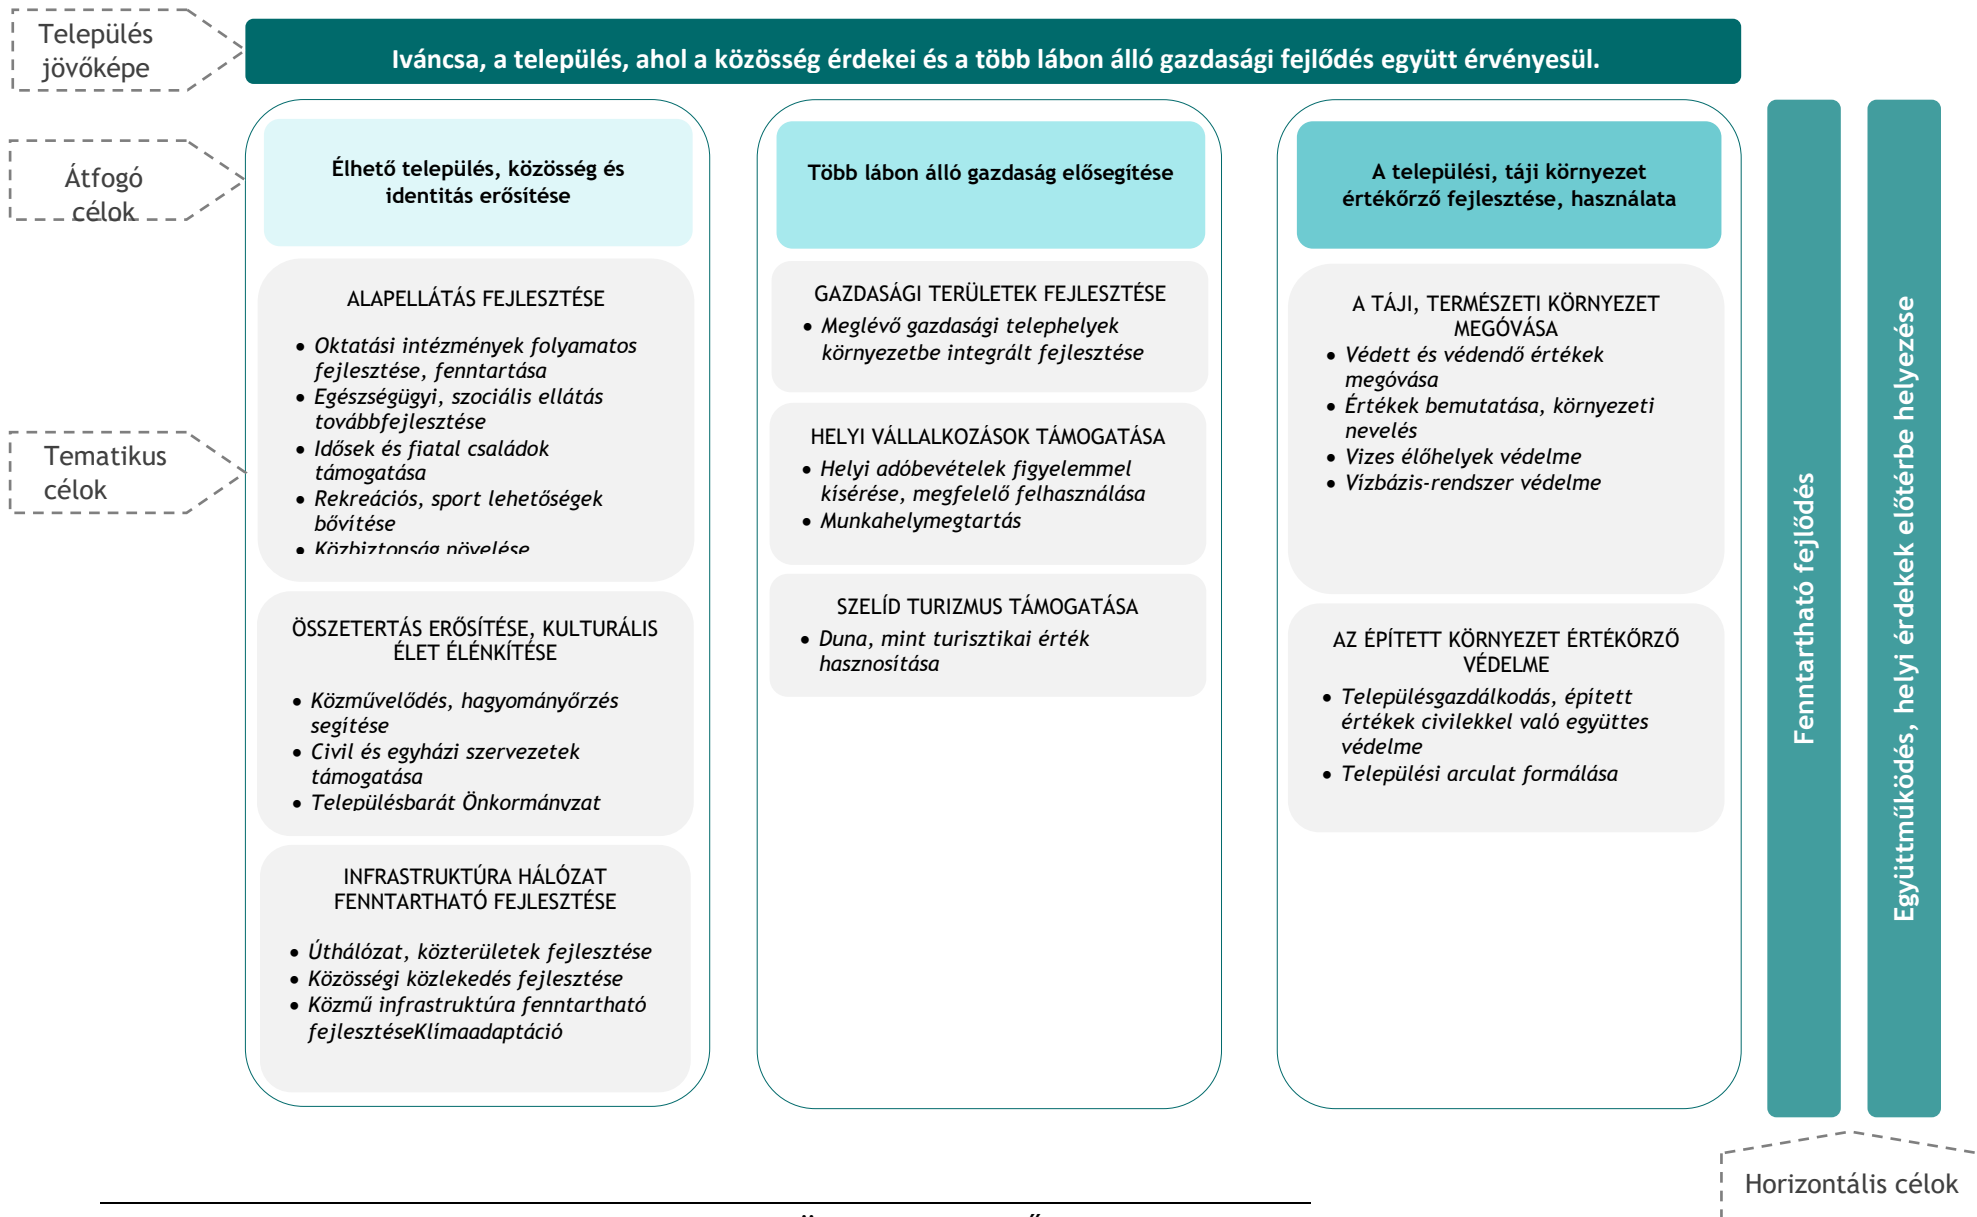 Település
jövőképe
Iváncsa, a település, ahol a közösség érdekei és a több lábon álló gazdasági fejlődés együtt érvényesül.
Átfogó
célok
Élhető település, közösség és
identitás erősítése
Több lábon álló gazdaság elősegítése
A települési, táji környezet
értékőrző fejlesztése, használata
Tematikus
célok
ALAPELLÁTÁS FEJLESZTÉSE
• Oktatási intézmények folyamatos
fejlesztése, fenntartása
• Egészségügyi, szociális ellátás
továbbfejlesztése
• Idősek és fiatal családok
támogatása
• Rekreációs, sport lehetőségek
bővítése
• Közbiztonság növelése
ÖSSZETERTÁS ERŐSÍTÉSE, KULTURÁLIS
ÉLET ÉLÉNKÍTÉSE
• Közművelődés, hagyományőrzés
segítése
• Civil és egyházi szervezetek
támogatása
• Településbarát Önkormányzat
INFRASTRUKTÚRA HÁLÓZAT
FENNTARTHATÓ FEJLESZTÉSE
• Úthálózat, közterületek fejlesztése
• Közösségi közlekedés fejlesztése
• Közmű infrastruktúra fenntartható
fejlesztéseKlímaadaptáció
GAZDASÁGI TERÜLETEK FEJLESZTÉSE
• Meglévő gazdasági telephelyek
környezetbe integrált fejlesztése
HELYI VÁLLALKOZÁSOK TÁMOGATÁSA
• Helyi adóbevételek figyelemmel
kísérése, megfelelő felhasználása
• Munkahelymegtartás
SZELÍD TURIZMUS TÁMOGATÁSA
• Duna, mint turisztikai érték
hasznosítása
A TÁJI, TERMÉSZETI KÖRNYEZET
MEGÓVÁSA
• Védett és védendő értékek
megóvása
• Értékek bemutatása, környezeti
nevelés
• Vizes élőhelyek védelme
• Vízbázis-rendszer védelme
AZ ÉPÍTETT KÖRNYEZET ÉRTÉKŐRZŐ
VÉDELME
• Településgazdálkodás, épített
értékek civilekkel való együttes
védelme
• Települési arculat formálása
Fenntartható fejlődés
Együttműködés, helyi érdekek előtérbe helyezése
Horizontális célok